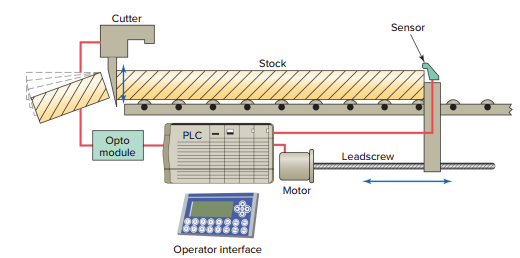 Cutter
Sensor
Stock
PLC
Opto
module
Leadscrew
Motor
Operator interface